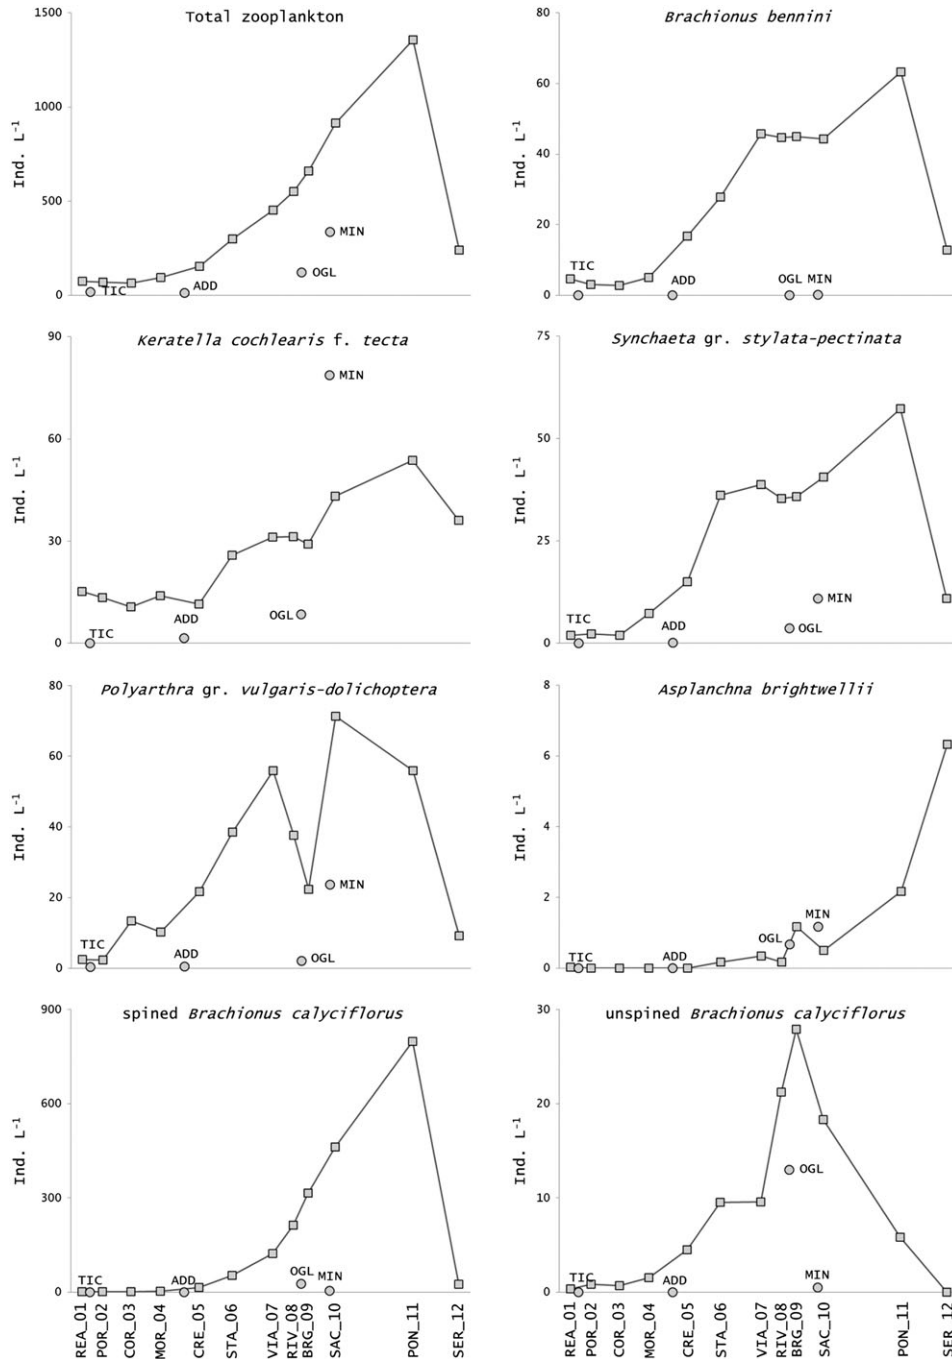 Total zooplankton
1500
1000
500
0
Ind. L⁻¹
TIC
ADD
MIN
OGL
Brachionus bennini
80
60
40
20
0
Ind. L⁻¹
TIC
ADD
OGL MIN
Keratella cochlearis f. tecta
90
60
30
0
Ind. L⁻¹
TIC
ADD
OGL
MIN
Synchaeta gr. stylata-pectinata
75
50
25
0
Ind. L⁻¹
TIC
ADD
MIN
OGL
Polyarthra gr. vulgaris-dolichoptera
80
60
40
20
0
Ind. L⁻¹
TIC
ADD
MIN
OGL
Asplanchna brightwellii
8
6
4
2
0
Ind. L⁻¹
TIC
ADD
OGL
MIN
spined Brachionus calyciflorus
900
600
300
0
Ind. L⁻¹
TIC
ADD
OGL
MIN
REA_01
POR_02
COR_03
MOR_04
CRE_05
STA_06
VIA_07
RIV_08
BRG_09
SAC_10
PON_11
SER_12
unspined Brachionus calyciflorus
30
20
10
0
Ind. L⁻¹
TIC
ADD
OGL
MIN
REA_01
POR_02
COR_03
MOR_04
CRE_05
STA_06
VIA_07
RIV_08
BRG_09
SAC_10
PON_11
SER_12